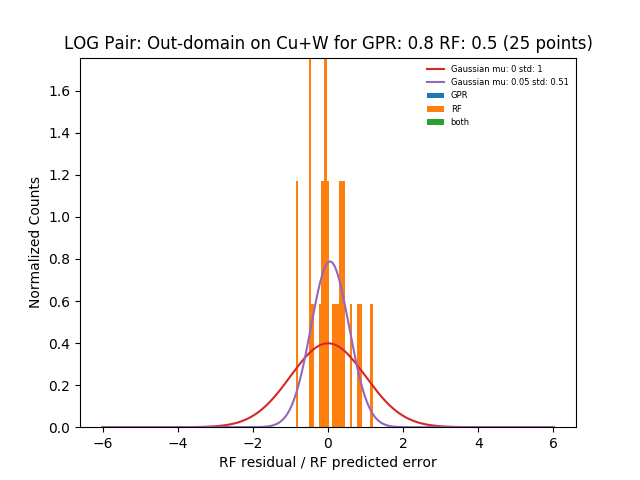 LOG Pair: Out-domain on Cu+W for GPR: 0.8 RF: 0.5 (25 points)
Gaussian mu: 0 std: 1
Gaussian mu: 0.05 std: 0.51
GPR
RF
both
Normalized Counts
1.6
1.4
1.2
1.0
0.8
0.6
0.4
0.2
0.0
−6 −4 −2 0 2 4 6
RF residual / RF predicted error